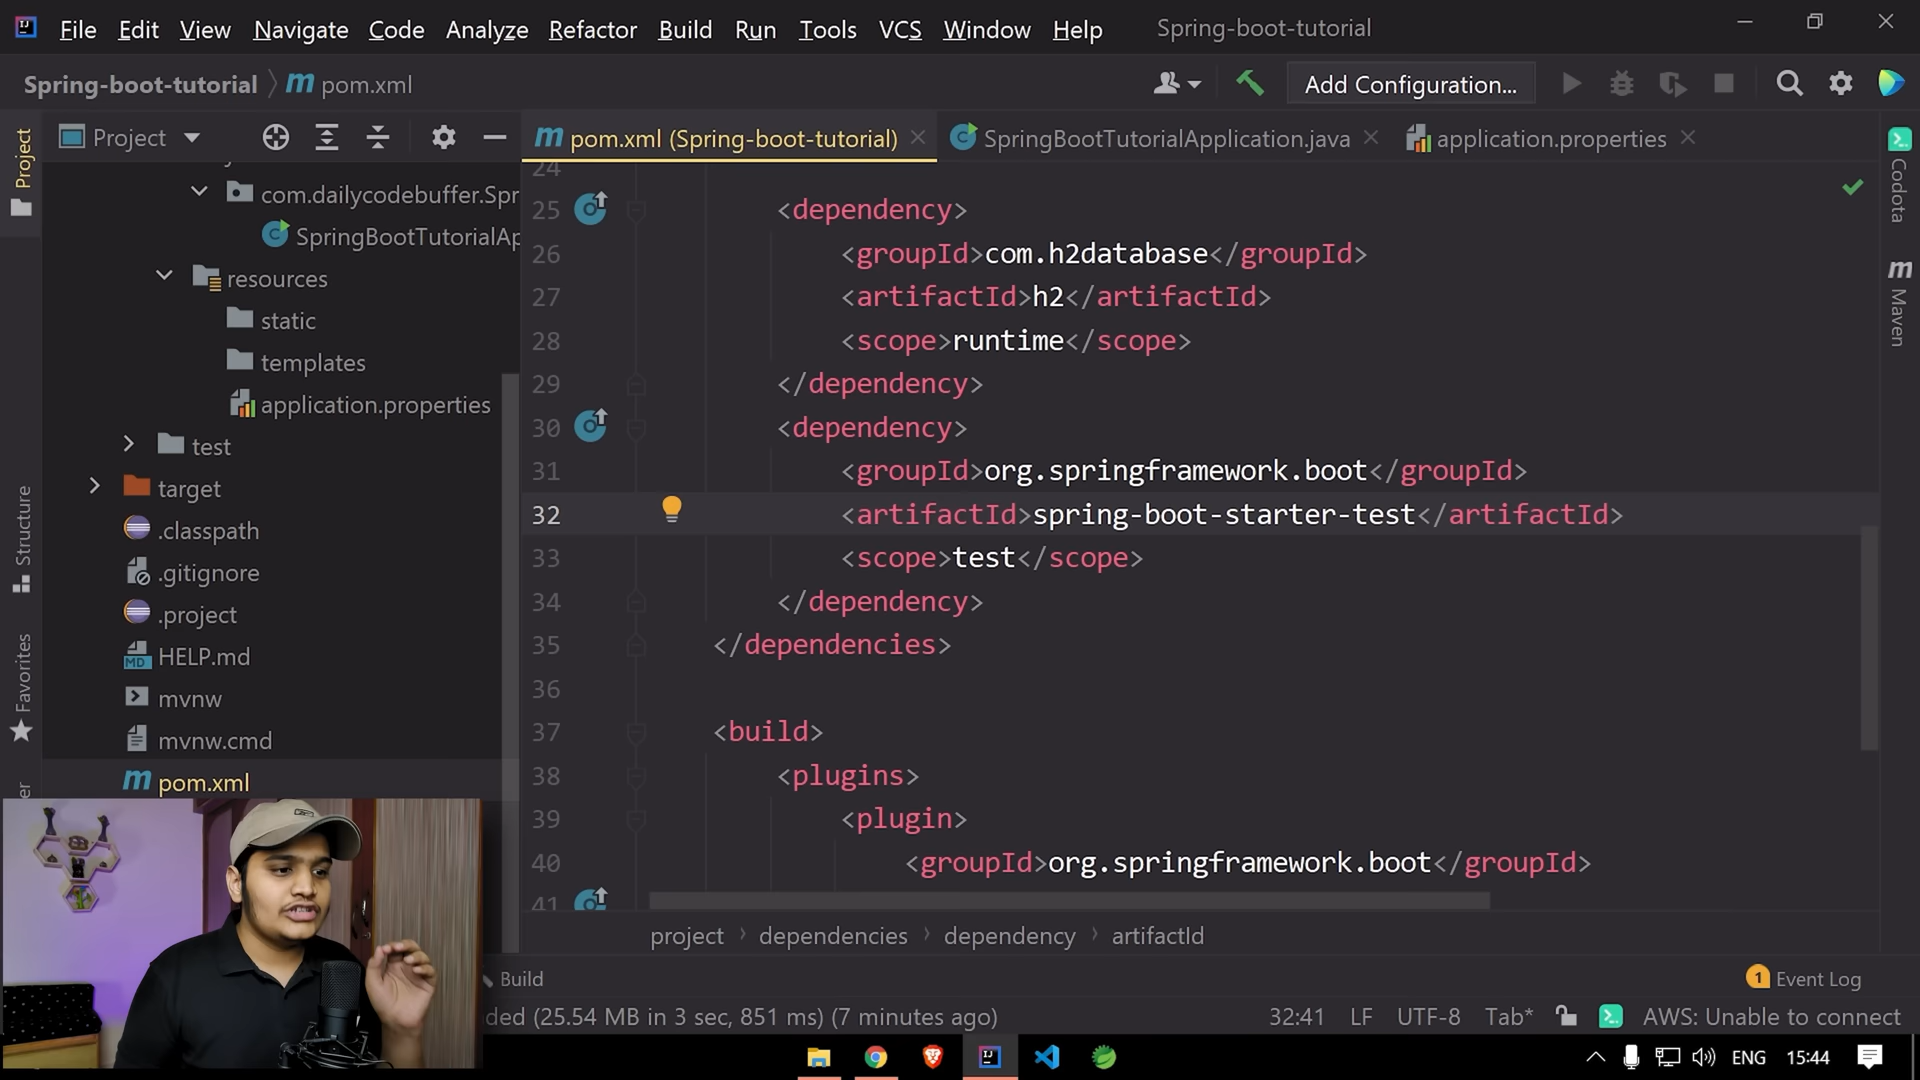 File Edit View Navigate Code Analyze Refactor Build Run Tools VCS Window Help Spring-boot-tutorial
Spring-boot-tutorial pom.xml
Add Configuration...
Project
pom.xml (Spring-boot-tutorial)
SpringBootTutorialApplication.java
application.properties
Project
Structure
Favorites
com.dailycodebuffer.Spr
SpringBootTutorialAp
resources
static
templates
application.properties
test
target
.classpath
.gitignore
.project
HELP.md
mvnw
mvnw.cmd
pom.xml
24
25 <dependency>
26 <groupId>com.h2database</groupId>
27 <artifactId>h2</artifactId>
28 <scope>runtime</scope>
29 </dependency>
30 <dependency>
31 <groupId>org.springframework.boot</groupId>
32 <artifactId>spring-boot-starter-test</artifactId>
33 <scope>test</scope>
34 </dependency>
35 </dependencies>
36
37 <build>
38 <plugins>
39 <plugin>
40 <groupId>org.springframework.boot</groupId>
41
Codota
Maven
project › dependencies › dependency › artifactId
Build
1 Event Log
ded (25.54 MB in 3 sec, 851 ms) (7 minutes ago)
32:41 LF UTF-8 Tab* AWS: Unable to connect
ENG 15:44